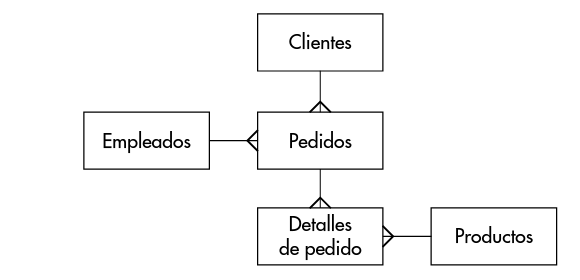 Clientes
Empleados
Pedidos
Detalles
de pedido
Productos